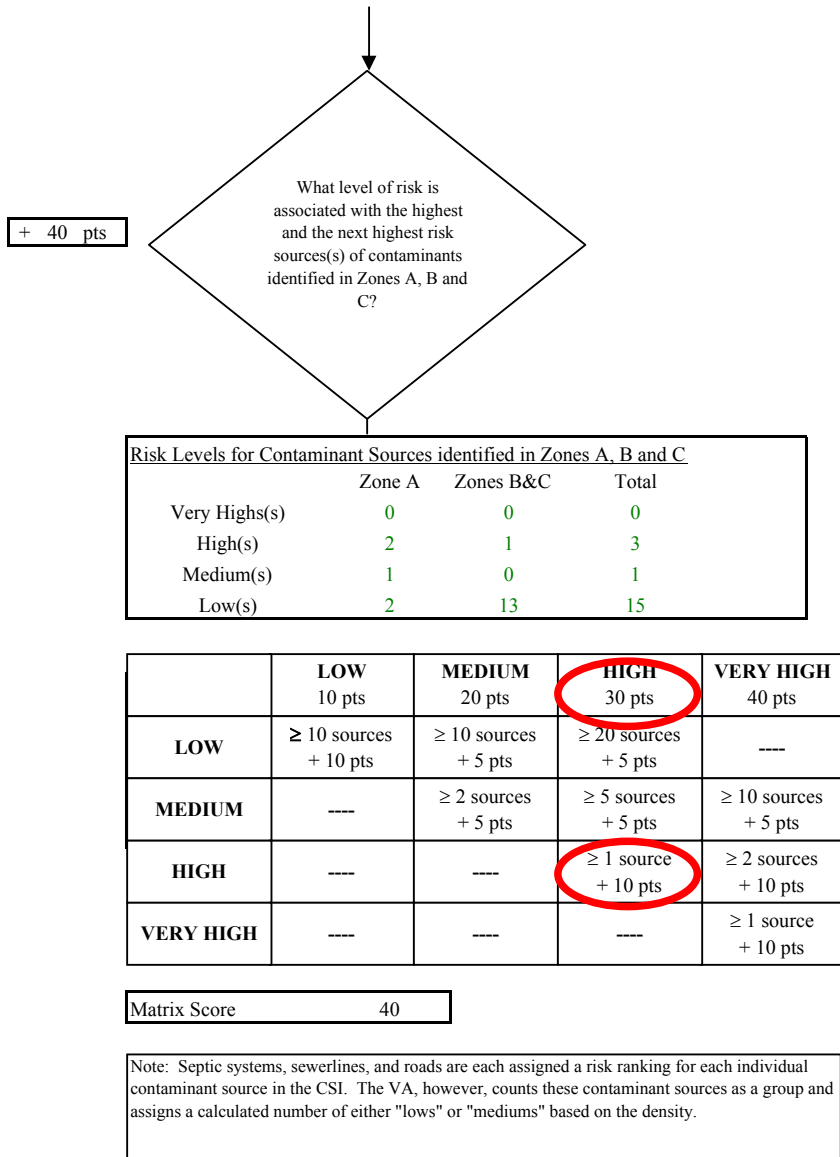 What level of risk is
associated with the highest
and the next highest risk
sources(s) of contaminants
identified in Zones A, B and
C?
+ 40 pts
Risk Levels for Contaminant Sources identified in Zones A, B and C
Zone A Zones B&C Total
Very Highs(s) 0 0 0
High(s) 2 1 3
Medium(s) 1 0 1
Low(s) 2 13 15
LOW MEDIUM HIGH VERY HIGH
10 pts 20 pts 30 pts 40 pts
LOW ≥ 10 sources + 10 pts ≥ 10 sources + 5 pts ≥ 20 sources + 5 pts ----
MEDIUM ---- ≥ 2 sources + 5 pts ≥ 5 sources + 5 pts ≥ 10 sources + 5 pts
HIGH ---- ---- ≥ 1 source + 10 pts ≥ 2 sources + 10 pts
VERY HIGH ---- ---- ---- ≥ 1 source + 10 pts
Matrix Score 40
Note: Septic systems, sewerlines, and roads are each assigned a risk ranking for each individual
contaminant source in the CSI. The VA, however, counts these contaminant sources as a group and
assigns a calculated number of either "lows" or "mediums" based on the density.